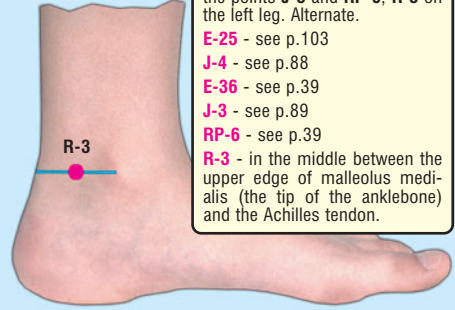 the points J-3 and RP-6, R-3 on
the left leg. Alternate.
E-25 - see p.103
J-4 - see p.88
E-36 - see p.39
J-3 - see p.89
RP-6 - see p.39
R-3 - in the middle between the
upper edge of malleolus medi-
alis (the tip of the anklebone)
and the Achilles tendon.
R-3